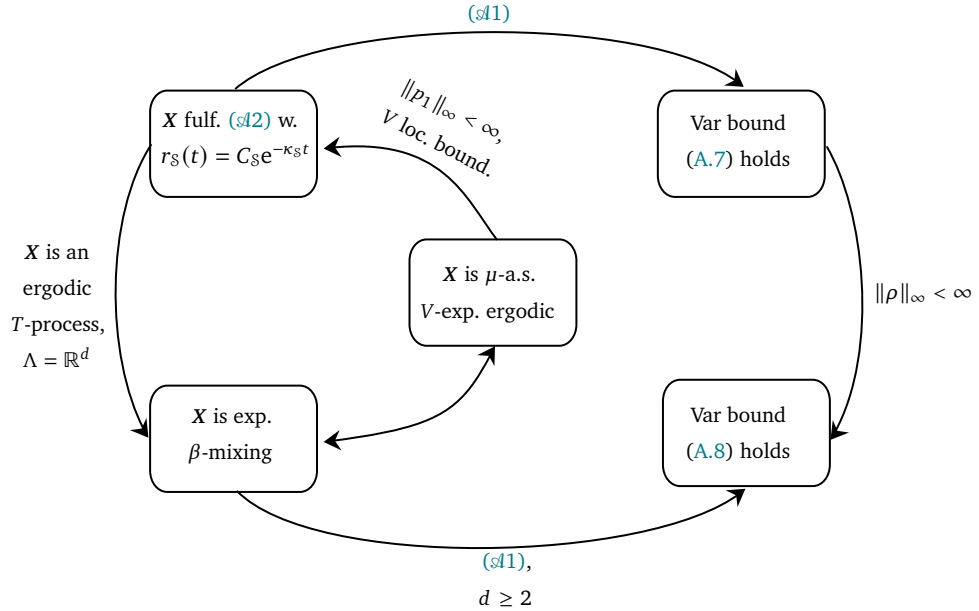 (𝒜1)
X fulf. (𝒜2) w.
r𝒮(t) = C𝒮e^{−κ𝒮t}
‖p₁‖∞ < ∞,
V loc. bound.
Var bound
(A.7) holds
X is an
ergodic
T-process,
Λ = ℝᵈ
X is μ-a.s.
V-exp. ergodic
‖ρ‖∞ < ∞
X is exp.
β-mixing
Var bound
(A.8) holds
(𝒜1),
d ≥ 2